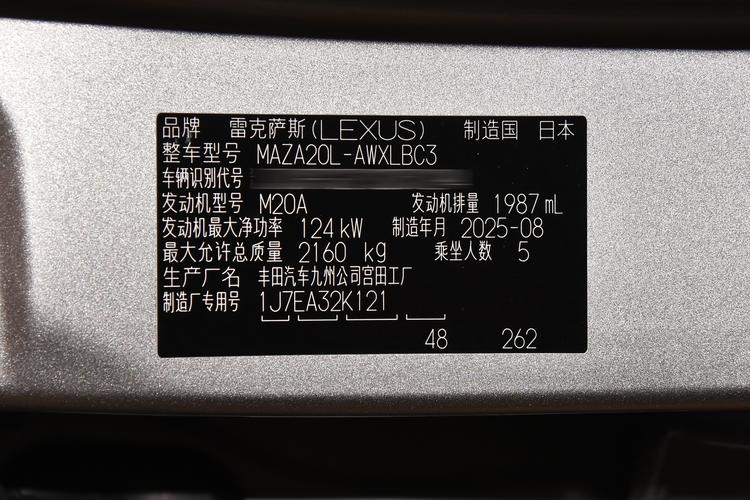 品牌 雷克萨斯(LEXUS) 制造国 日本
整车型号 MAZA20L-AWXLBC3
车辆识别代号
发动机型号 M20A 发动机排量 1987 mL
发动机最大净功率 124 kW 制造年月 2025-08
最大允许总质量 2160 kg 乘坐人数 5
生产厂名 丰田汽车九州公司宫田工厂
制造厂专用号 1J7EA32K121
48 262